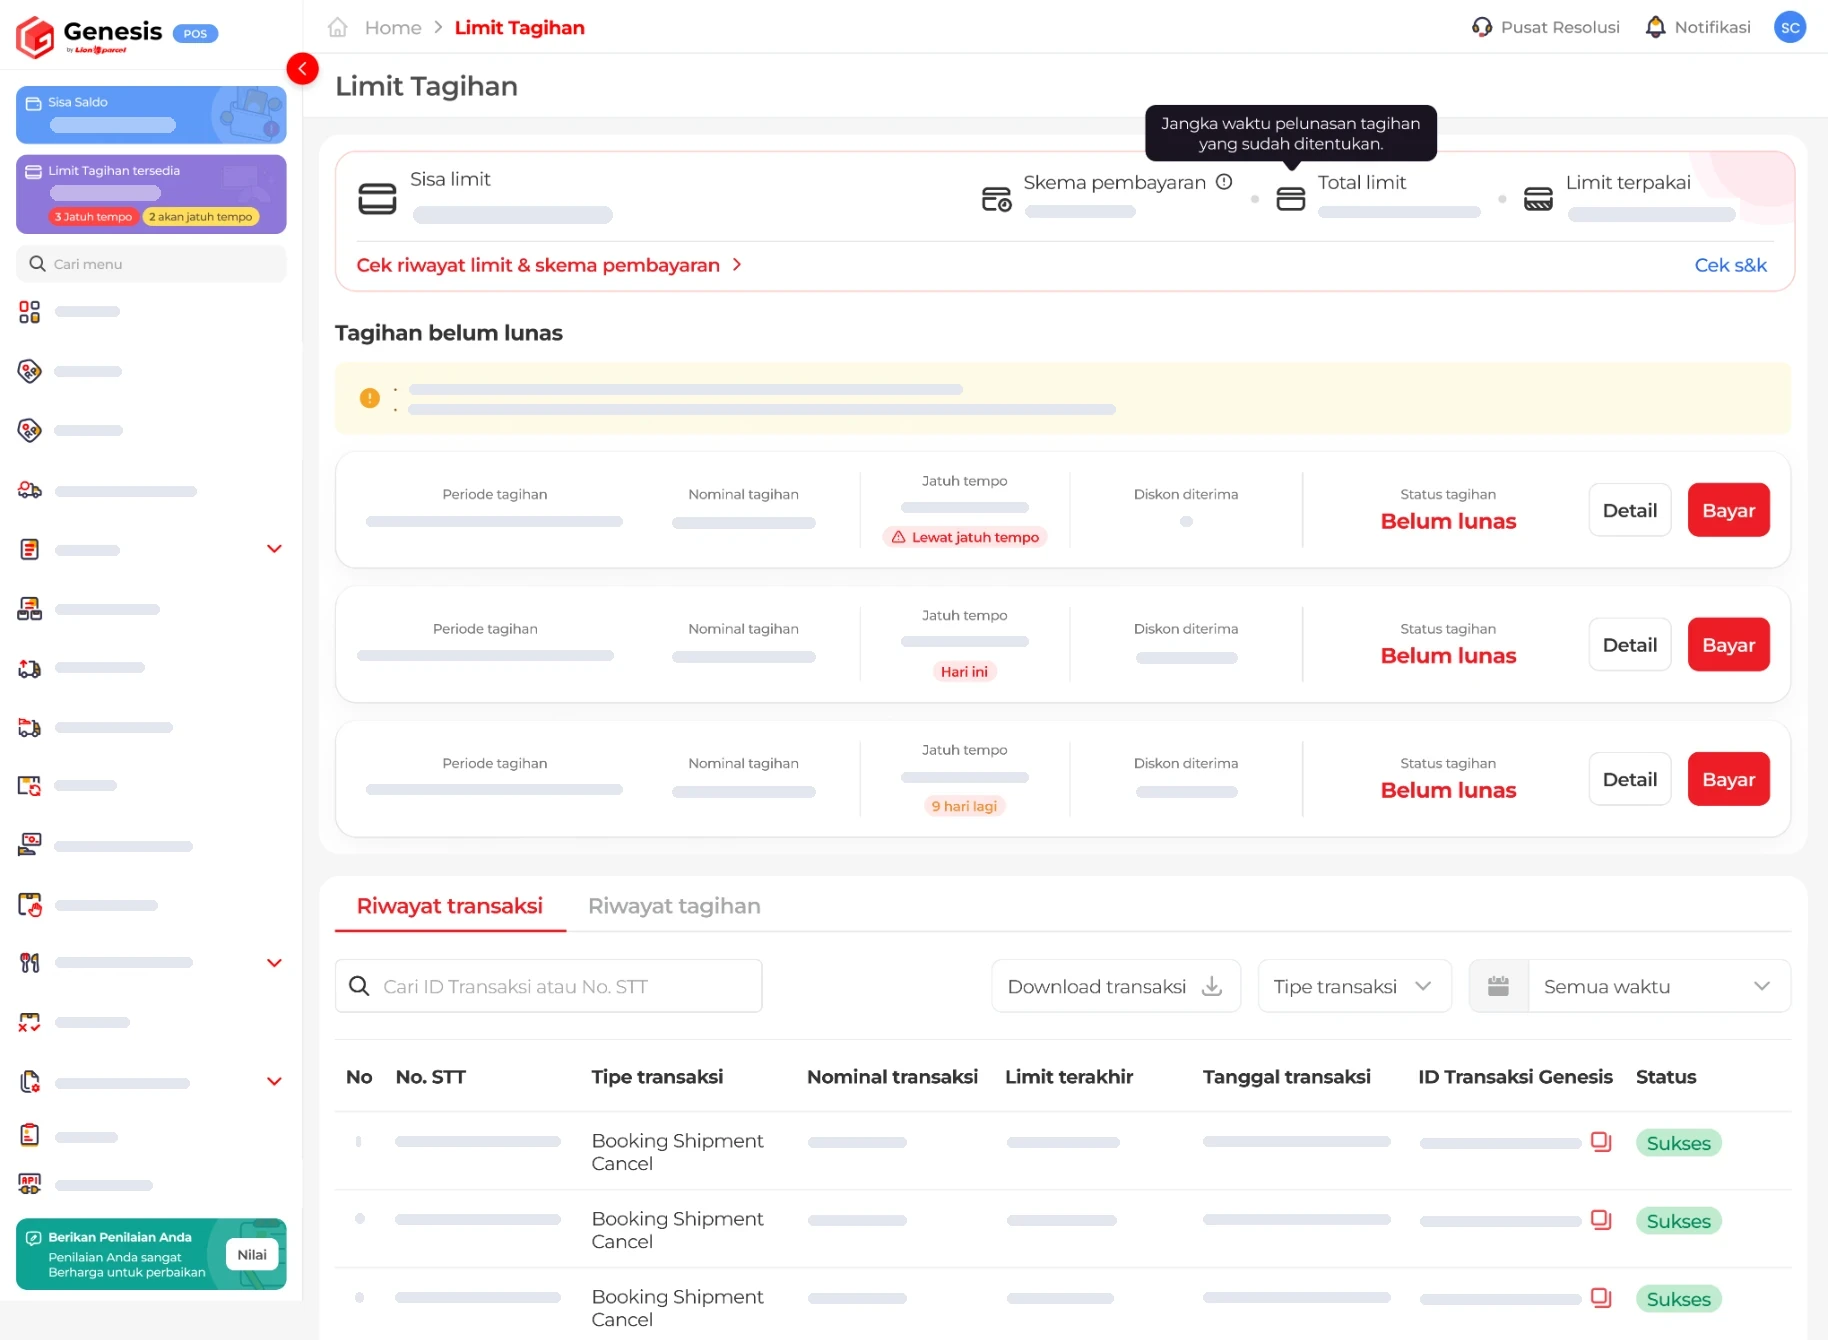 Genesis
by Lion parcel
POS
Home
Limit Tagihan
Pusat Resolusi
Notifikasi
SC
Sisa Saldo
Limit Tagihan tersedia
3 Jatuh tempo
2 akan jatuh tempo
Cari menu
Berikan Penilaian Anda
Penilaian Anda sangat
Berharga untuk perbaikan
Nilai
Limit Tagihan
Jangka waktu pelunasan tagihan
yang sudah ditentukan.
Sisa limit
Skema pembayaran
Total limit
Limit terpakai
Cek riwayat limit & skema pembayaran
Cek s&k
Tagihan belum lunas
Periode tagihan
Nominal tagihan
Jatuh tempo
Lewat jatuh tempo
Diskon diterima
Status tagihan
Belum lunas
Detail
Bayar
Periode tagihan
Nominal tagihan
Jatuh tempo
Hari ini
Diskon diterima
Status tagihan
Belum lunas
Detail
Bayar
Periode tagihan
Nominal tagihan
Jatuh tempo
9 hari lagi
Diskon diterima
Status tagihan
Belum lunas
Detail
Bayar
Riwayat transaksi
Riwayat tagihan
Cari ID Transaksi atau No. STT
Download transaksi
Tipe transaksi
Semua waktu
No
No. STT
Tipe transaksi
Nominal transaksi
Limit terakhir
Tanggal transaksi
ID Transaksi Genesis
Status
Booking Shipment
Cancel
Sukses
Booking Shipment
Cancel
Sukses
Booking Shipment
Cancel
Sukses